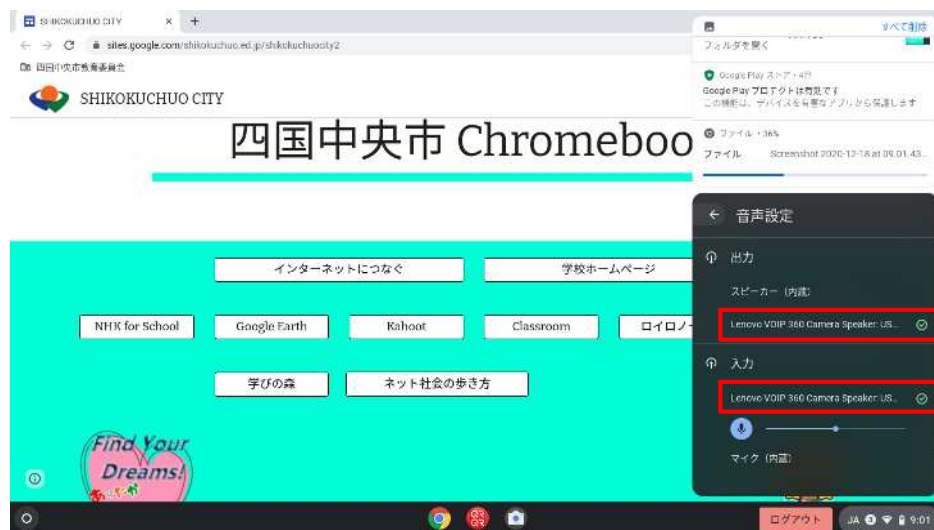 SHIKOKUCHUO CITY
sites.google.com/shikokuchuo.ed.jp/shikokuchuocity2
四国中央市教育委員会
SHIKOKUCHUO CITY
四国中央市 Chromeboo
インターネットにつなぐ
学校ホームページ
NHK for School
Google Earth
Kahoot
Classroom
ロイロノー
学びの森
ネット社会の歩き方
Find Your
Dreams!
すべて削除
フォルダを開く
Google Play ストア・4分
Google Play プロテクトは有効です
この機能は、デバイスを有害なアプリから保護します
ファイル・36%
ファイル
Screenshot 2020-12-18 at 09.01.43...
音声設定
出力
スピーカー（内蔵）
Lenovo VOIP 360 Camera Speaker: US...
入力
Lenovo VOIP 360 Camera Speaker: US...
マイク（内蔵）
ログアウト
JA
9:01